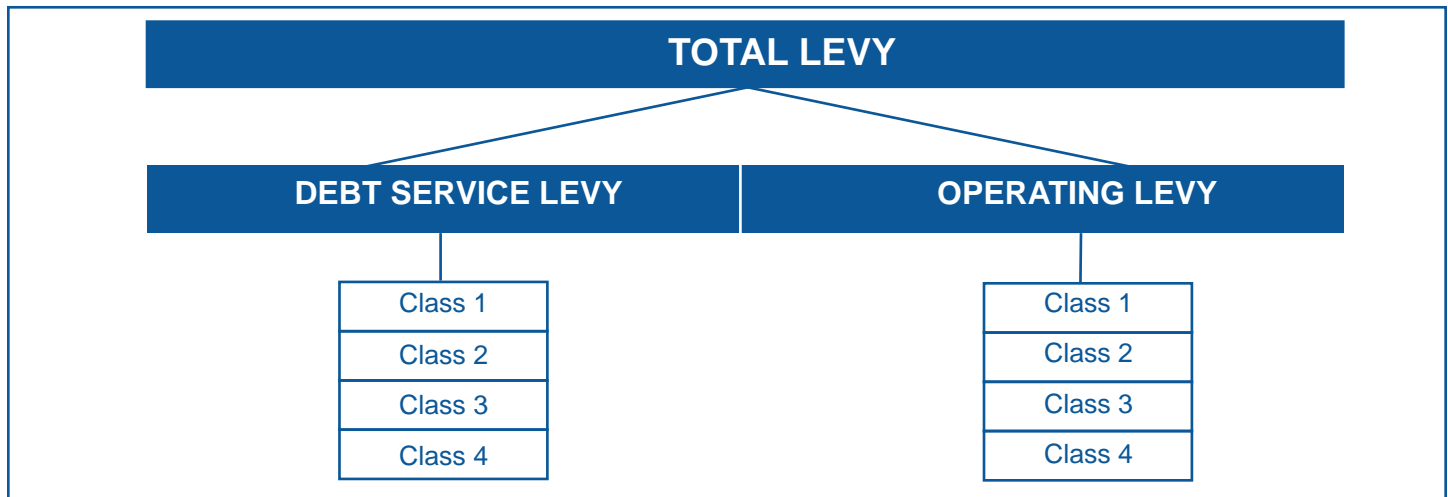 TOTAL LEVY
DEBT SERVICE LEVY
OPERATING LEVY
Class 1
Class 2
Class 3
Class 4
Class 1
Class 2
Class 3
Class 4